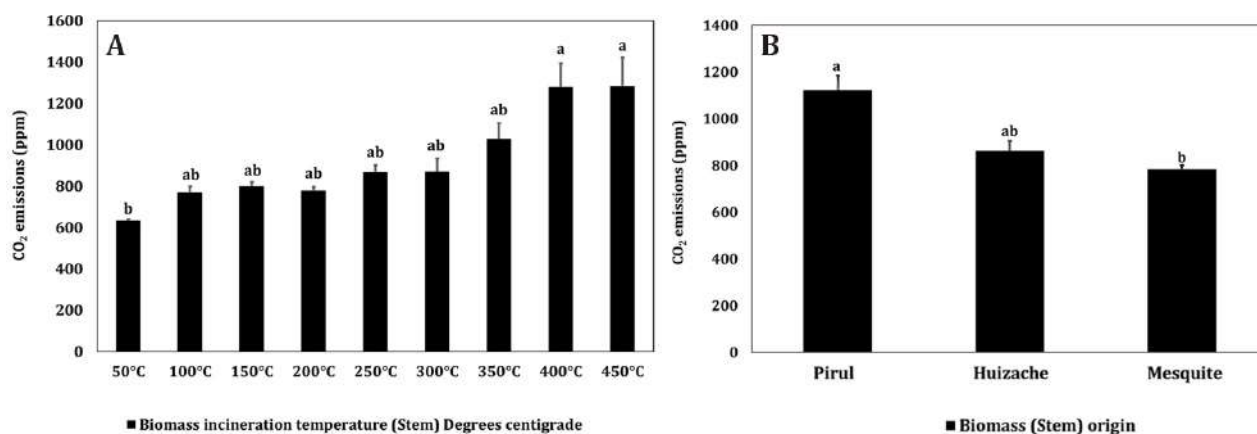 A
CO₂ emissions (ppm)
1600
1400
1200
1000
800
600
400
200
0
b
ab
ab
ab
ab
ab
ab
a
a
50°C 100°C 150°C 200°C 250°C 300°C 350°C 400°C 450°C
■ Biomass incineration temperature (Stem) Degrees centigrade
B
CO₂ emissions (ppm)
1400
1200
1000
800
600
400
200
0
a
ab
b
Pirul Huizache Mesquite
■ Biomass (Stem) origin